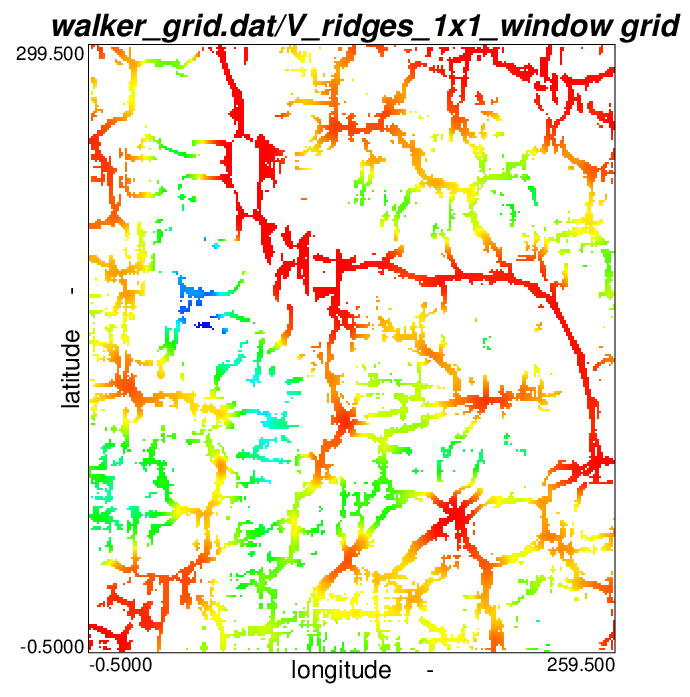 walker_grid.dat/V_ridges_1x1_window grid
299.500
latitude -
-0.5000
-0.5000
longitude -
259.500